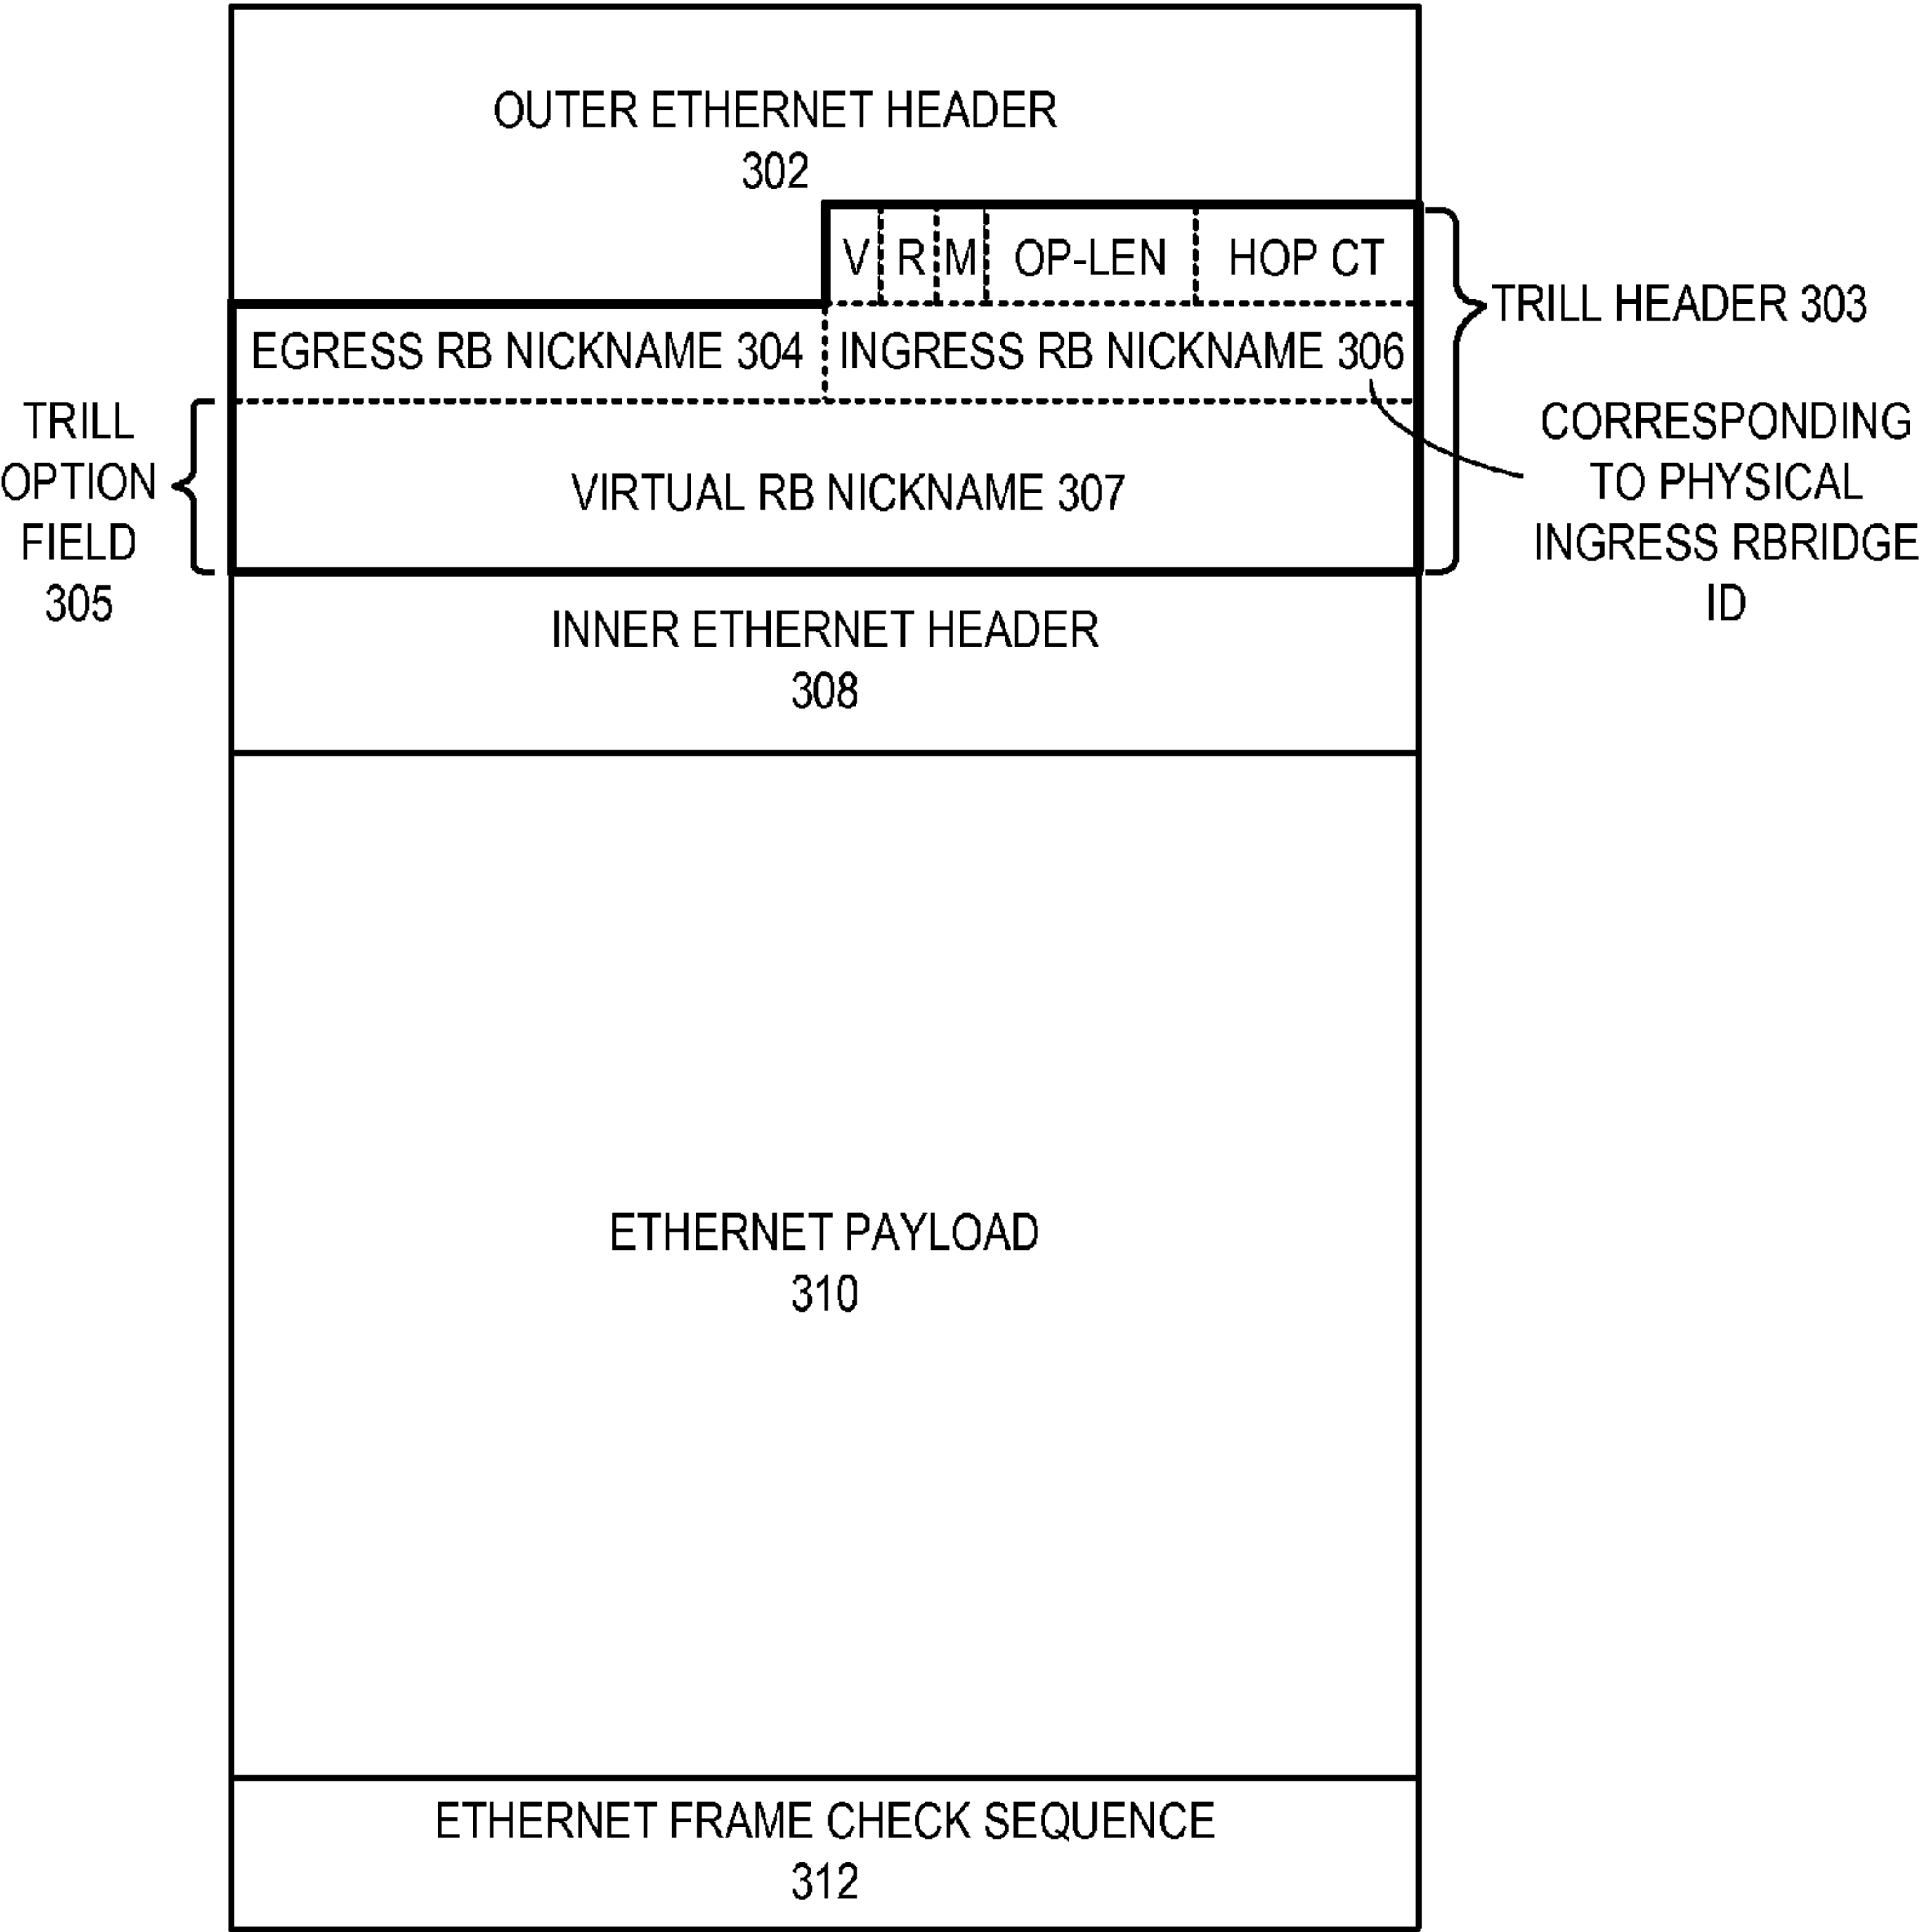 OUTER ETHERNET HEADER
302
V R M OP-LEN HOP CT
TRILL HEADER 303
EGRESS RB NICKNAME 304 INGRESS RB NICKNAME 306
TRILL
OPTION
FIELD
305
CORRESPONDING
TO PHYSICAL
INGRESS RBRIDGE
ID
VIRTUAL RB NICKNAME 307
INNER ETHERNET HEADER
308
ETHERNET PAYLOAD
310
ETHERNET FRAME CHECK SEQUENCE
312